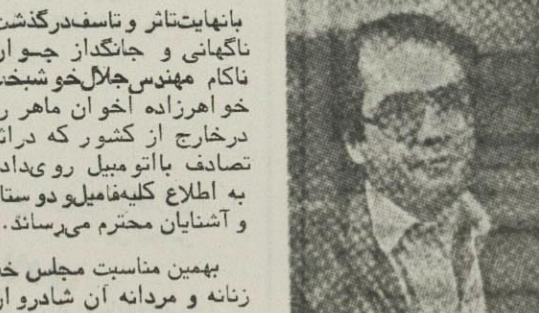 بانهایت‌تاثر و تاسف‌درگذشت
ناگهانی و جانگداز جوان
ناکام مهندس جلال خوشبخت
خواهرزاده اخوان ماهر را
درخارج از کشور که دراثر
تصادف بااتومبیل روی‌داده
به اطلاع کلیه‌فامیل‌و دوستان
و آشنایان محترم می‌رساند.
بهمین مناسبت مجلس ختم
زنانه و مردانه آن شادروان